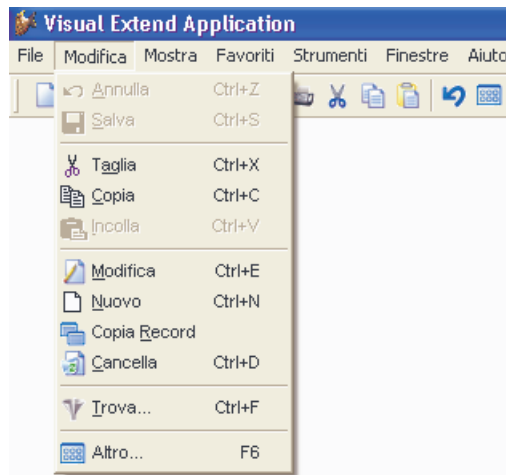 Visual Extend Application
File Modifica Mostra Favoriti Strumenti Finestre Aiuto
Annulla Ctrl+Z
Salva Ctrl+S
Taglia Ctrl+X
Copia Ctrl+C
Incolla Ctrl+V
Modifica Ctrl+E
Nuovo Ctrl+N
Copia Record
Cancella Ctrl+D
Trova... Ctrl+F
Altro... F6